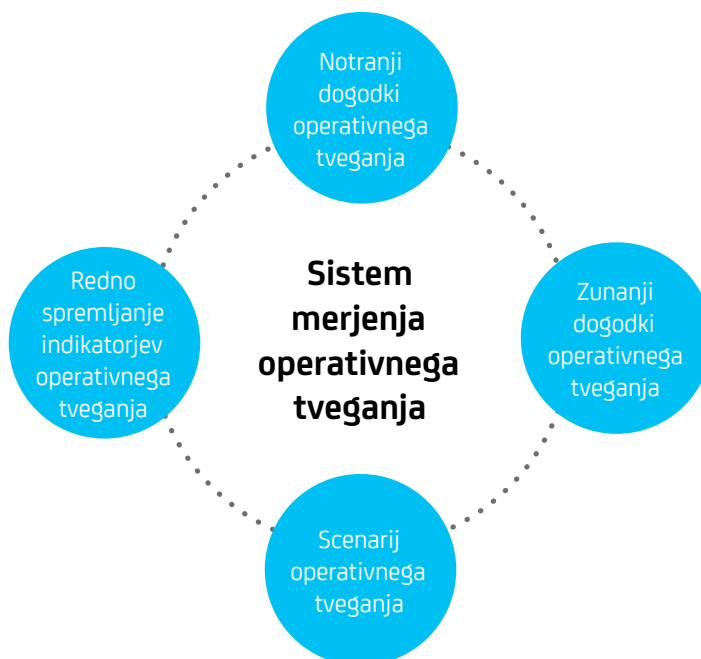 Notranji
dogodki
operativnega
tveganja
Sistem
merjenja
operativnega
tveganja
Redno
spremljanje
indikatorjev
operativnega
tveganja
Zunanji
dogodki
operativnega
tveganja
Scenarij
operativnega
tveganja